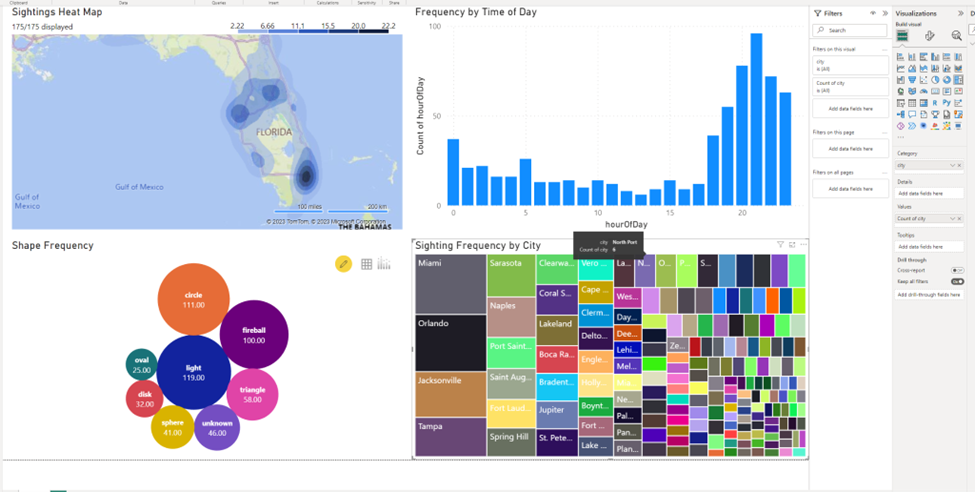 Clipboard
Data
Queries
Insert
Calculations
Sensitivity
Share
Sightings Heat Map
175/175 displayed
2.22 6.66 11.1 15.5 20.0 22.2
FLORIDA
Gulf of Mexico
Gulf of
Mexico
100 miles 200 km
© 2023 TomTom, © 2023 Microsoft Corporation
THE BAHAMAS
Frequency by Time of Day
Count of hourOfDay
100
50
0
0 5 10 15 20
hourOfDay
Shape Frequency
circle
111.00
fireball
100.00
oval
25.00
light
119.00
disk
32.00
triangle
58.00
sphere
41.00
unknown
46.00
Sighting Frequency by City
city North Port
Count of city 6
Miami
Orlando
Jacksonville
Tampa
Sarasota
Naples
Port Saint...
Saint Aug...
Fort Laud...
Spring Hill
Clearwa...
Coral S...
Lakeland
Boca Ra...
Bradent...
Jupiter
St. Pete...
Vero ...
Cape ...
Clerm...
Delto...
Engle...
Holly...
Boynt...
Fort ...
Lake ...
La...
Wes...
Day...
Dee...
Lehi...
Mel...
Ne...
Pal...
Pan...
Plan...
N...
O...
P...
S...
Ze...
Filters
Search
Filters on this visual
city
is (All)
Count of city
is (All)
Add data fields here
Filters on this page
Add data fields here
Filters on all pages
Add data fields here
Visualizations
Build visual
Category
city
Details
Add data fields here
Values
Count of city
Tooltips
Add data fields here
Drill through
Cross-report
Keep all filters
Add drill-through fields here